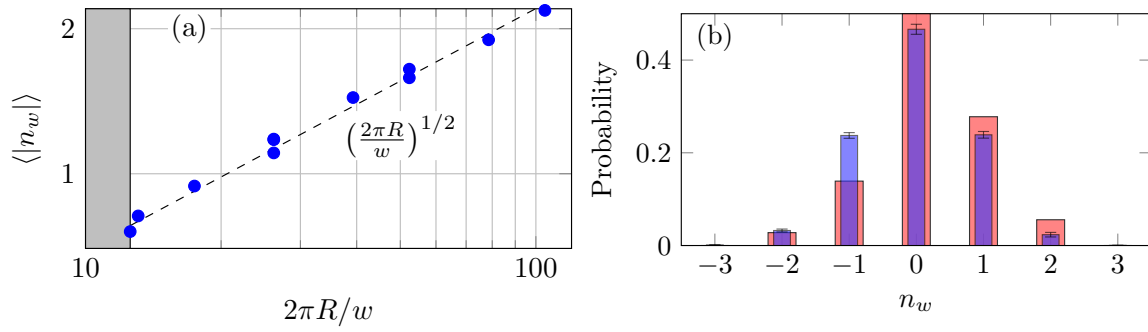 (a)
2
1
⟨|n_w|⟩
(2πR/w)^{1/2}
10
100
2πR/w
(b)
0.4
0.2
0
Probability
−3 −2 −1 0 1 2 3
n_w